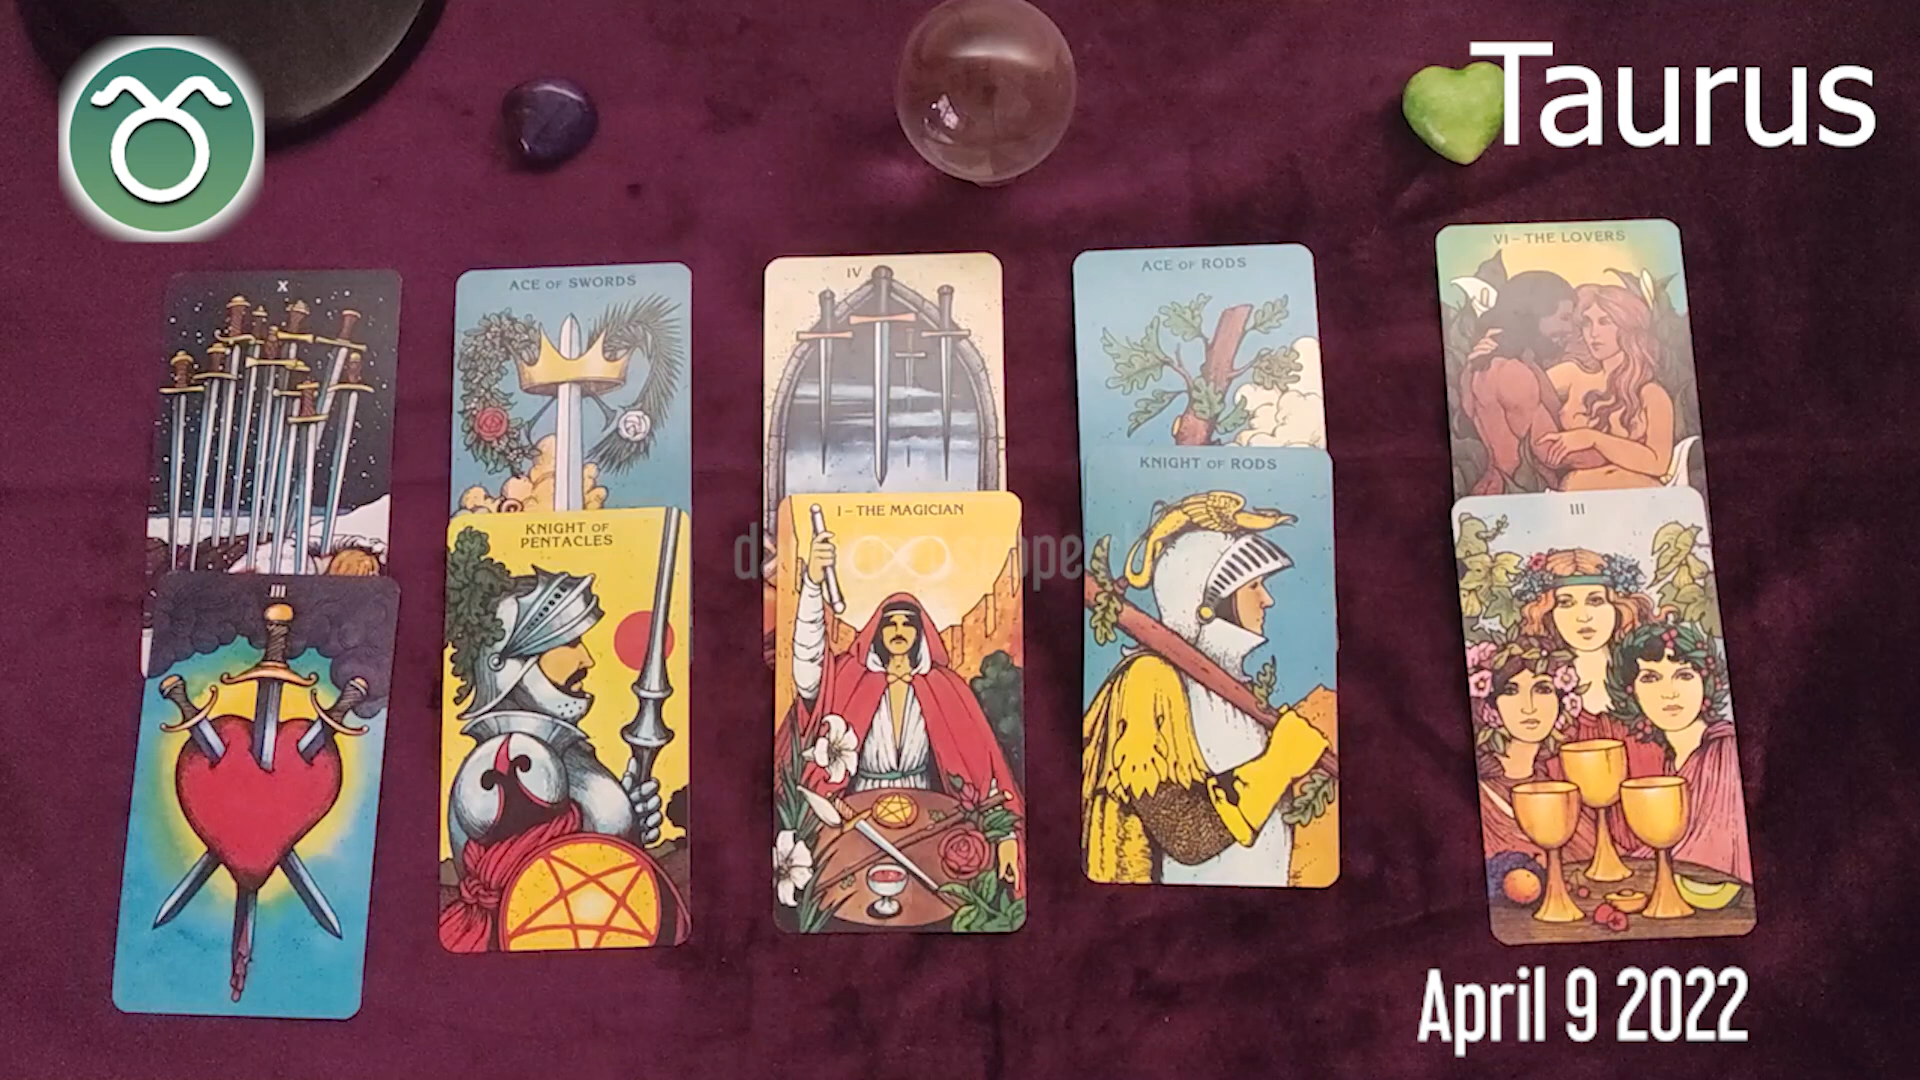 Taurus
X
ACE OF SWORDS
IV
ACE OF RODS
VI – THE LOVERS
III
KNIGHT OF
PENTACLES
I – THE MAGICIAN
KNIGHT OF RODS
III
April 9 2022